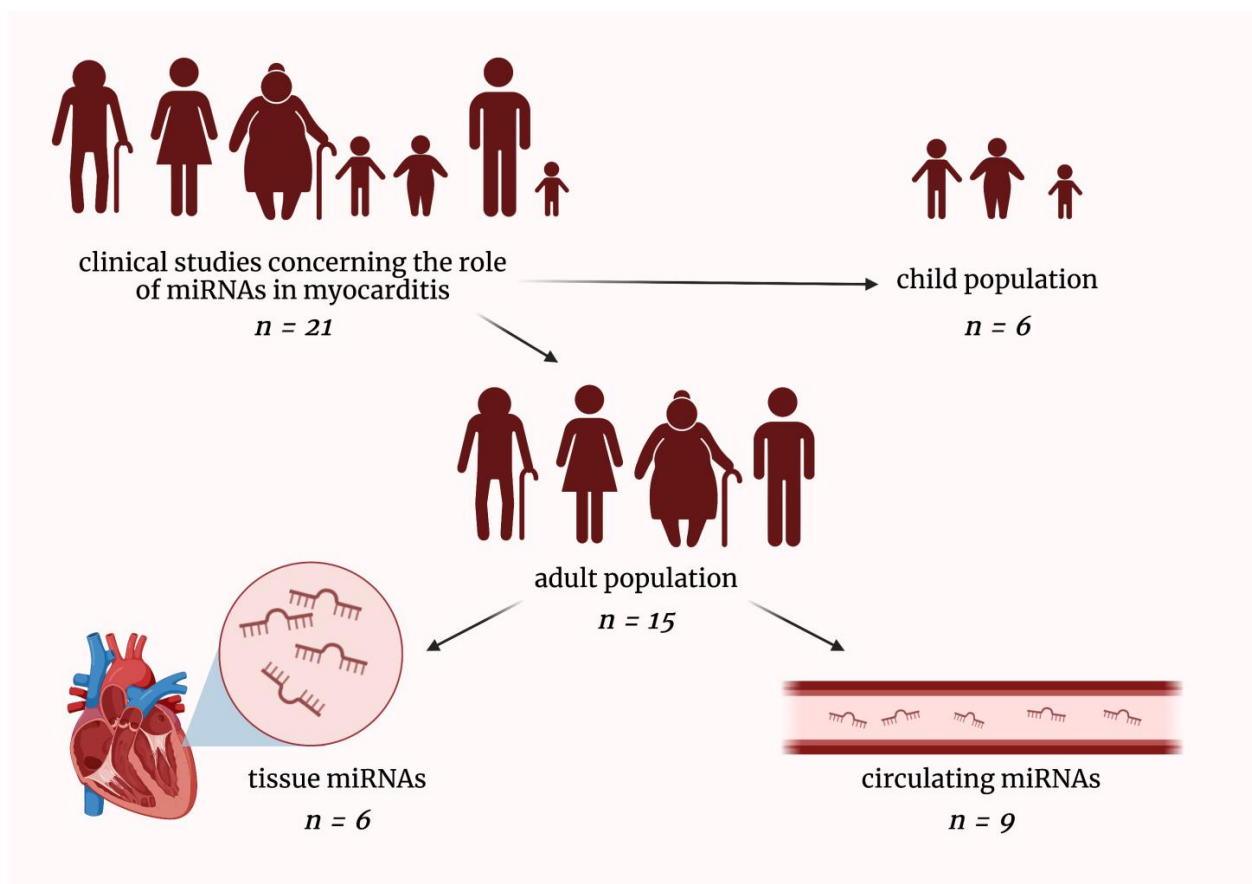 clinical studies concerning the role
of miRNAs in myocarditis
n = 21
child population
n = 6
adult population
n = 15
tissue miRNAs
n = 6
circulating miRNAs
n = 9